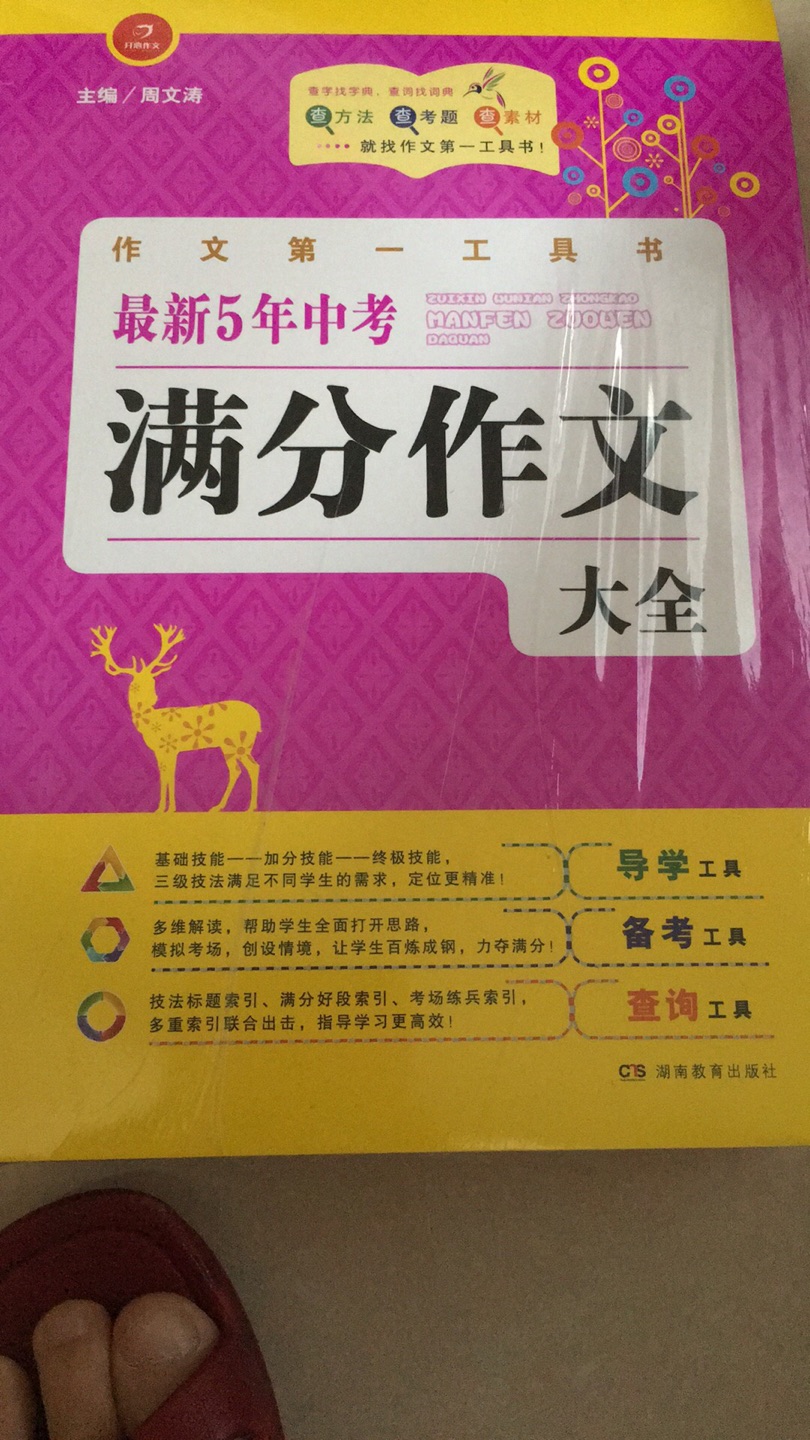 开心作文
主编/周文涛
查字找字典，查词找词典
查方法 查考题 查素材
····就找作文第一工具书！
作文第一工具书
最新5年中考
ZUIXIN WUNIAN ZHONGKAO
MANFEN ZUOWEN
DAQUAN
满分作文
大全
基础技能——加分技能——终极技能，
三级技法满足不同学生的需求，定位更精准！
导学工具
多维解读，帮助学生全面打开思路，
模拟考场，创设情境，让学生百炼成钢，力夺满分！
备考工具
技法标题索引、满分好段索引、考场练兵索引，
多重索引联合出击，指导学习更高效！
查询工具
湖南教育出版社